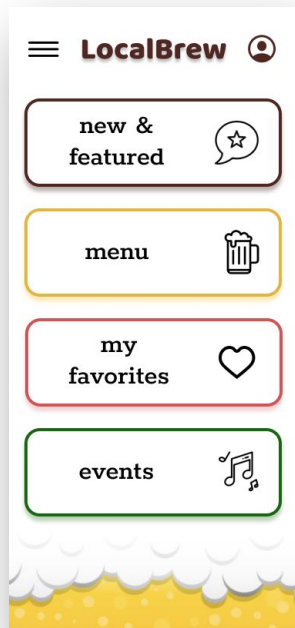 LocalBrew
new &
featured
menu
my
favorites
events